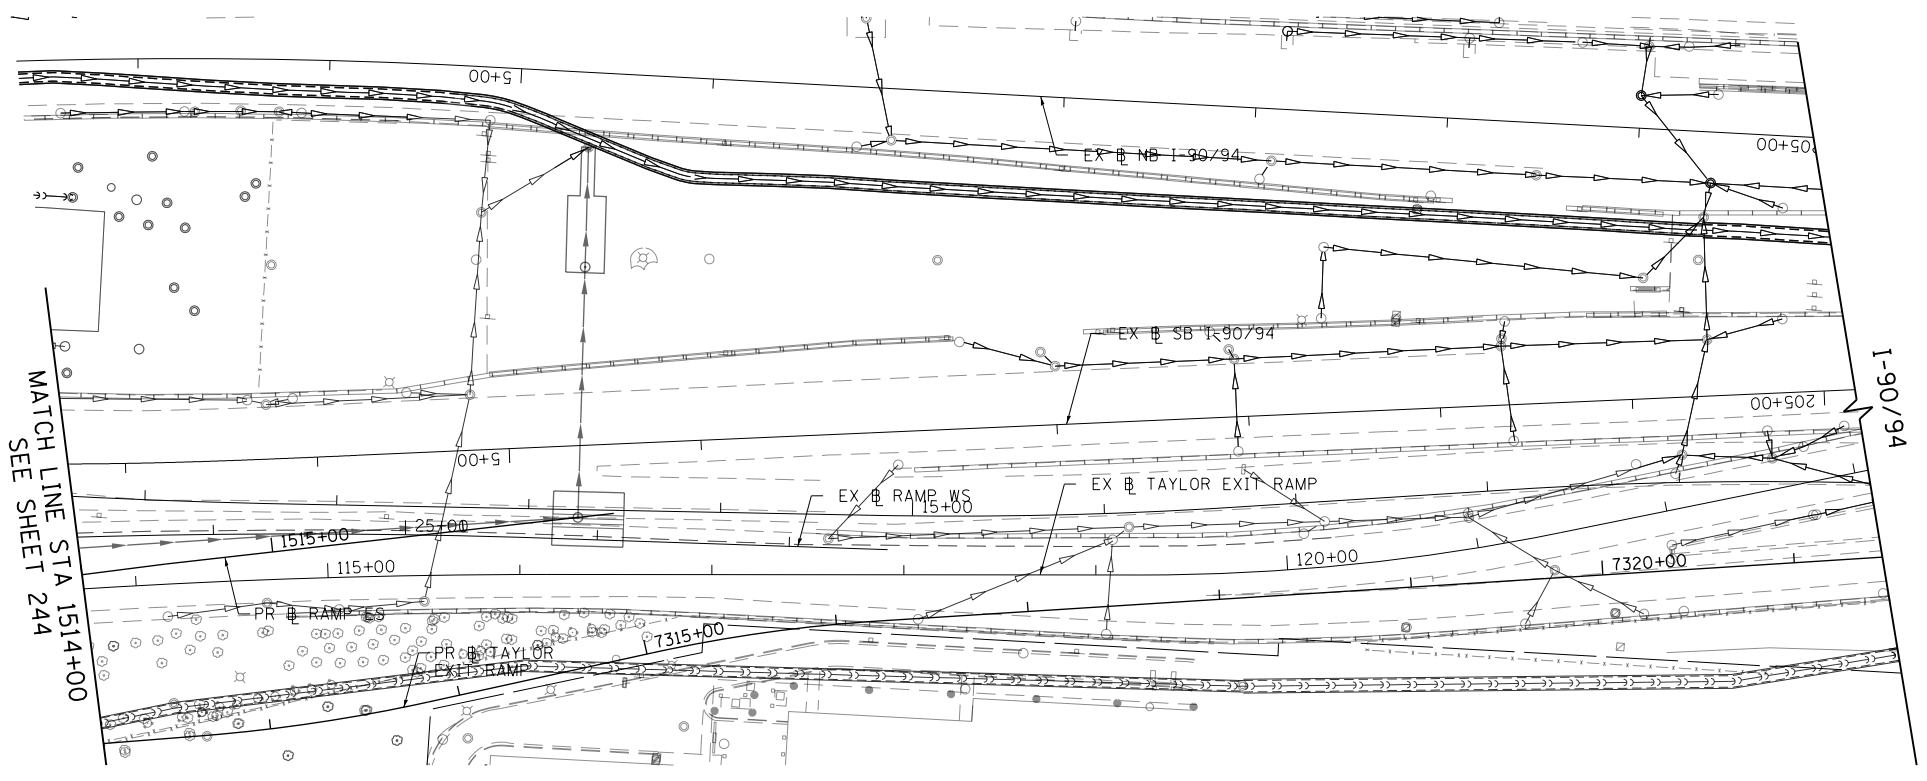 5+00
EX B NB I-90/94
205+00
EX B SB I-90/94
205+00
I-90/94
5+00
MATCH LINE STA 1514+00
SEE SHEET 244
EX B RAMP WS
15+00
EX B TAYLOR EXIT RAMP
25+00
1515+00
115+00
120+00
7320+00
PR B RAMP ES
7315+00
PR B TAYLOR
EXIT RAMP